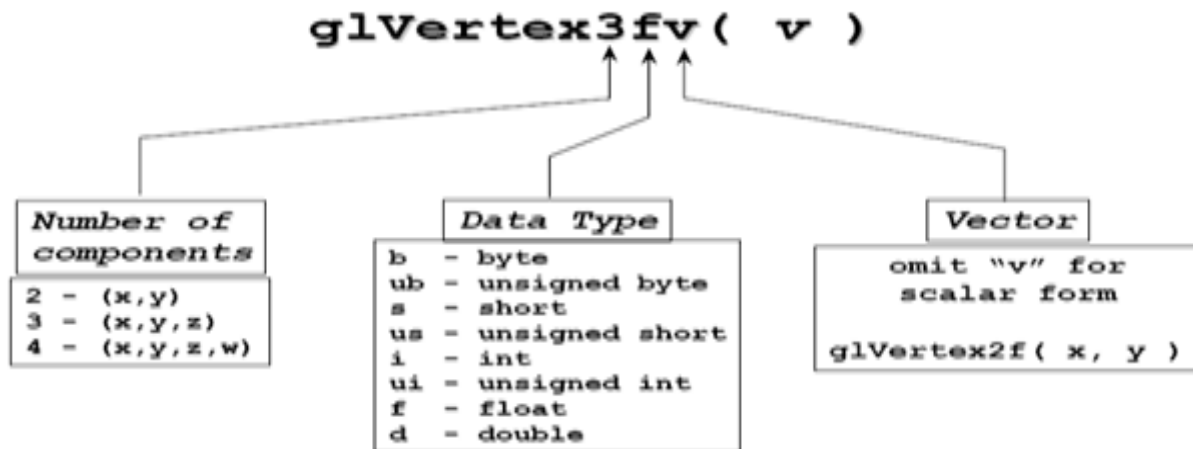 glVertex3fv( v )
Number of
components
2 - (x,y)
3 - (x,y,z)
4 - (x,y,z,w)
Data Type
b - byte
ub - unsigned byte
s - short
us - unsigned short
i - int
ui - unsigned int
f - float
d - double
Vector
omit “v” for
scalar form
glVertex2f( x, y )